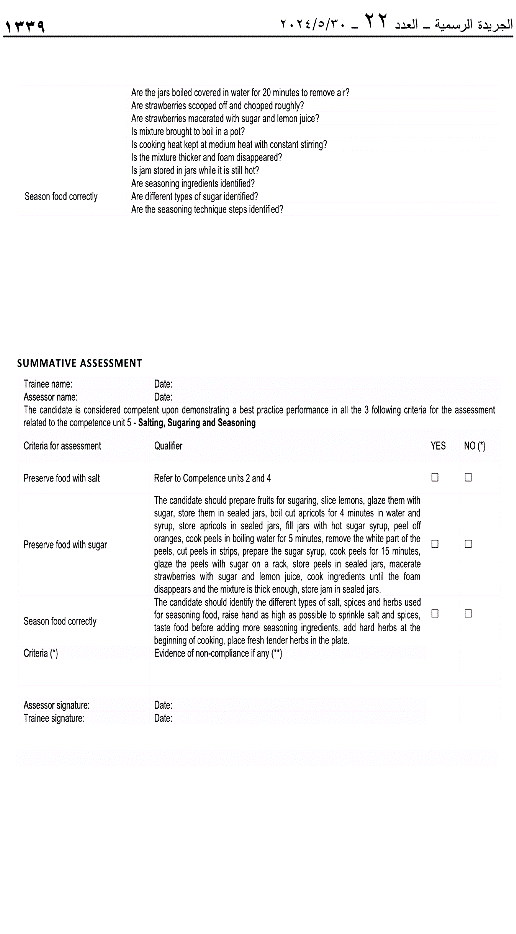 الجريدة الرسمية – العدد ٢٢ – ٢٠٢٤/٥/٣٠
١٣٣٩
Are the jars boiled covered in water for 20 minutes to remove air?
Are strawberries scooped off and chopped roughly?
Are strawberries macerated with sugar and lemon juice?
Is mixture brought to boil in a pot?
Is cooking heat kept at medium heat with constant stirring?
Is the mixture thicker and foam disappeared?
Is jam stored in jars while it is still hot?
Are seasoning ingredients identified?
Season food correctly Are different types of sugar identified?
Are the seasoning technique steps identified?
SUMMATIVE ASSESSMENT
Trainee name: Date:
Assessor name: Date:
The candidate is considered competent upon demonstrating a best practice performance in all the 3 following criteria for the assessment
related to the competence unit 5 - Salting, Sugaring and Seasoning
Criteria for assessment Qualifier YES NO (*)
Preserve food with salt Refer to Competence units 2 and 4 ☐ ☐
The candidate should prepare fruits for sugaring, slice lemons, glaze them with
sugar, store them in sealed jars, boil cut apricots for 4 minutes in water and
syrup, store apricots in sealed jars, fill jars with hot sugar syrup, peel off
oranges, cook peels in boiling water for 5 minutes, remove the white part of the
Preserve food with sugar peels, cut peels in strips, prepare the sugar syrup, cook peels for 15 minutes, ☐ ☐
glaze the peels with sugar on a rack, store peels in sealed jars, macerate
strawberries with sugar and lemon juice, cook ingredients until the foam
disappears and the mixture is thick enough, store jam in sealed jars.
The candidate should identify the different types of salt, spices and herbs used
Season food correctly for seasoning food, raise hand as high as possible to sprinkle salt and spices, ☐ ☐
taste food before adding more seasoning ingredients, add hard herbs at the
beginning of cooking, place fresh tender herbs in the plate.
Criteria (*) Evidence of non-compliance if any (**)
Assessor signature: Date:
Trainee signature: Date: